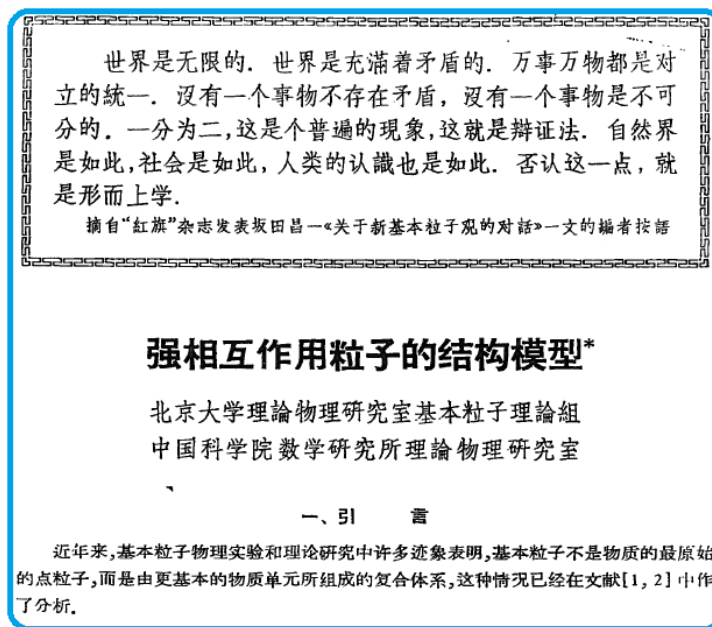 世界是无限的．世界是充滿着矛盾的．万事万物都是对
立的統一．沒有一个事物不存在矛盾，沒有一个事物是不可
分的．一分为二,这是个普遍的現象,这就是辯证法．自然界
是如此,社会是如此,人类的认識也是如此．否认这一点，就
是形而上学．
摘自“紅旗”杂志发表坂田昌一«关于新基本粒子观的对話»一文的編者按語
强相互作用粒子的结构模型*
北京大学理論物理研究室基本粒子理論組
中国科学院数学研究所理論物理研究室
一、引 言
近年来,基本粒子物理实验和理论研究中许多迹象表明,基本粒子不是物质的最原始
的点粒子,而是由更基本的物质单元所组成的复合体系,这种情况已经在文献[1, 2]中作
了分析．